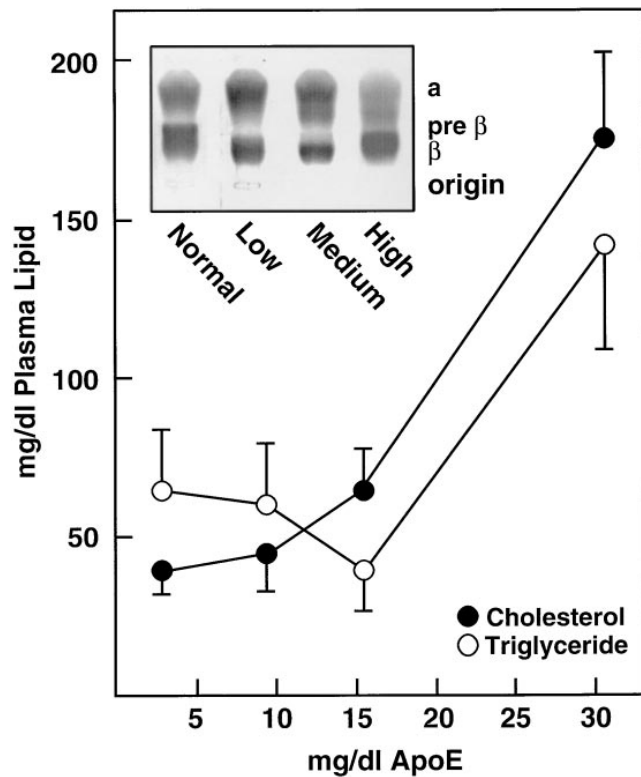 200
150
100
50
mg/dl Plasma Lipid
a
pre β
β
origin
Normal
Low
Medium
High
Cholesterol
Triglyceride
5 10 15 20 25 30
mg/dl ApoE